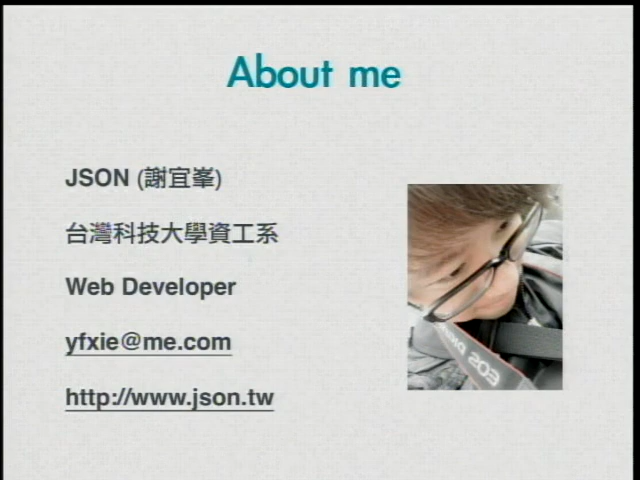 About me
JSON (謝宜峯)
台灣科技大學資工系
Web Developer
yfxie@me.com
http://www.json.tw
EOS